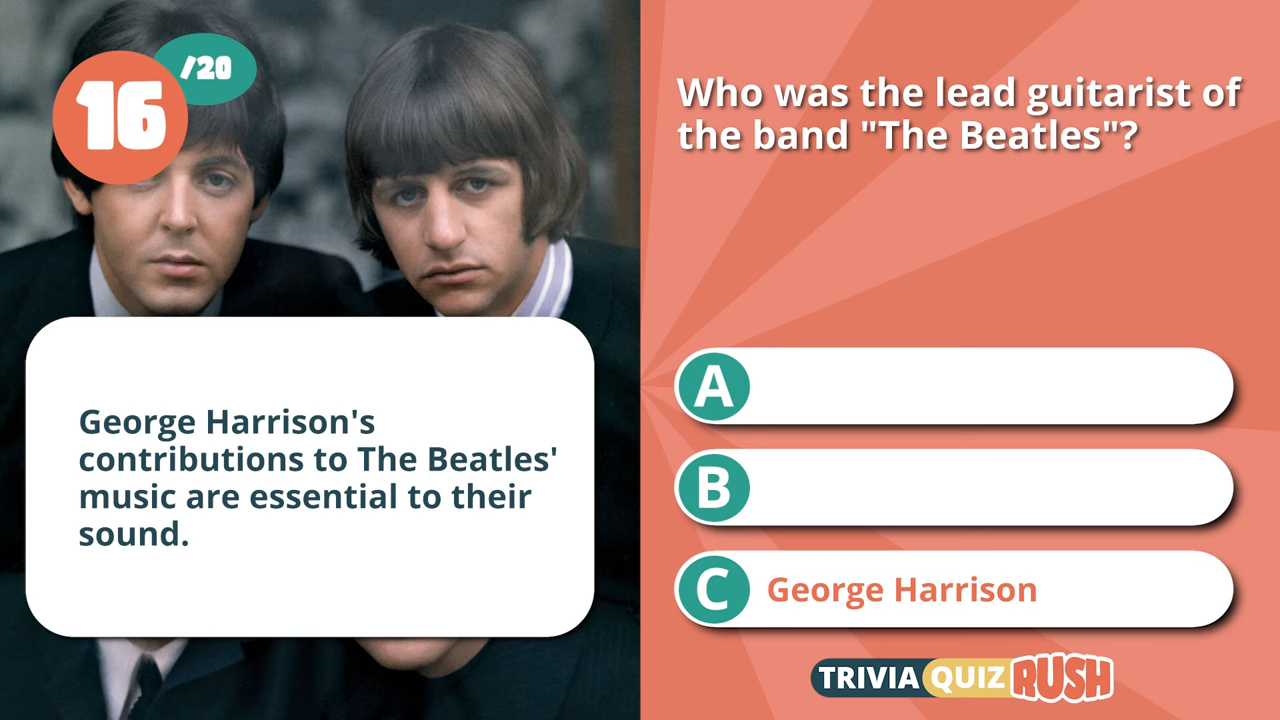 16
/20
Who was the lead guitarist of
the band "The Beatles"?
George Harrison's
contributions to The Beatles'
music are essential to their
sound.
A
B
C George Harrison
TRIVIA QUIZ RUSH